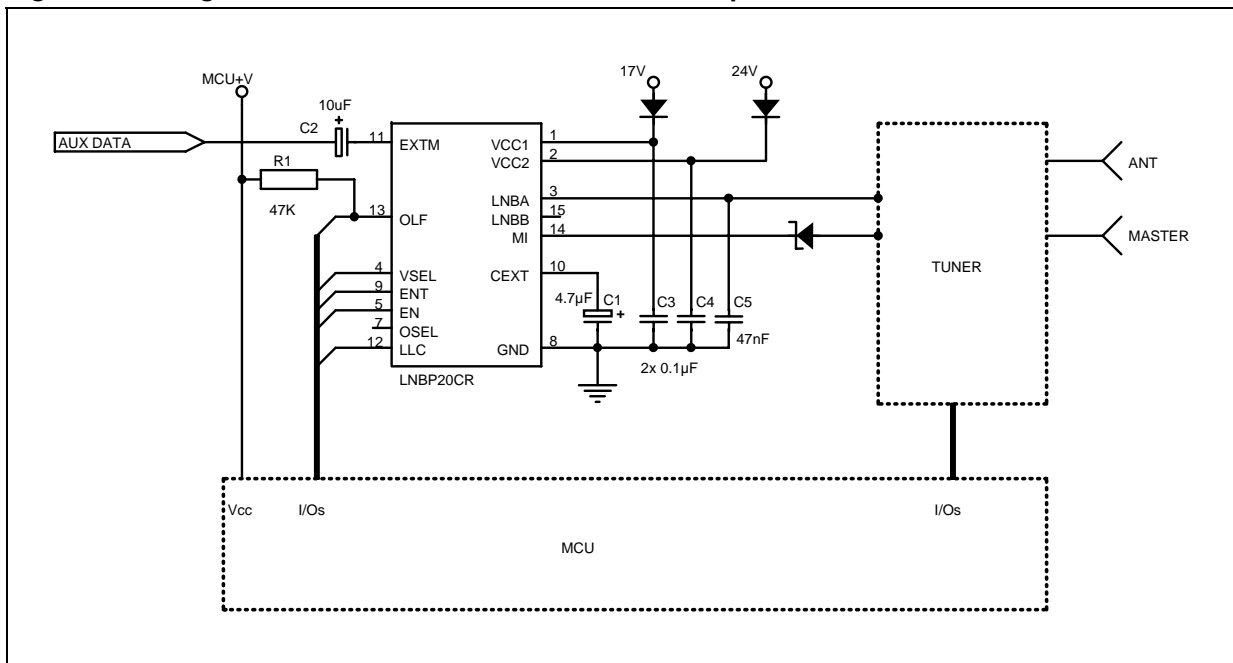 MCU+V
17V
24V
10uF
+
C2
AUX DATA
11
EXTM
VCC1
1
VCC2
2
R1
47K
LNBA
3
LNBB
15
MI
14
13
OLF
ANT
MASTER
TUNER
4
VSEL
CEXT
10
9
ENT
5
EN
7
OSEL
12
LLC
GND
8
4.7µF
C1
+
C3
C4
C5
47nF
2x 0.1µF
LNBP20CR
Vcc
I/Os
I/Os
MCU